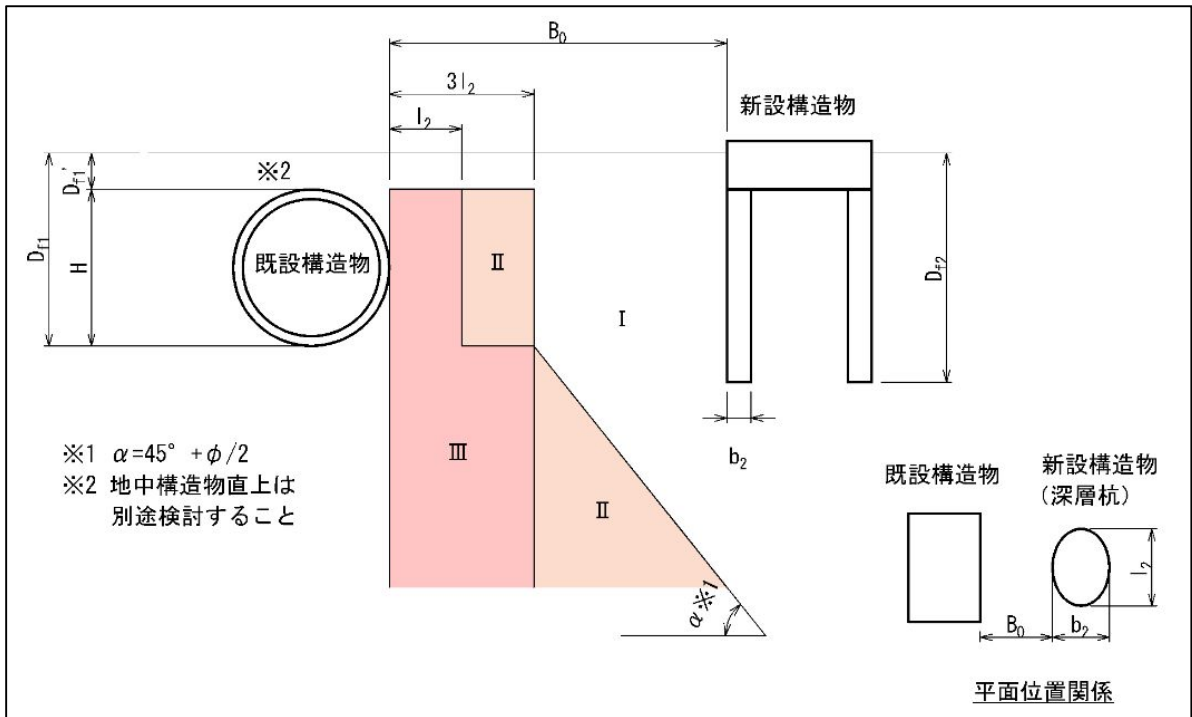 B₀
3l₂
l₂
新設構造物
D_f1'
※2
D_f1
H
既設構造物
Ⅱ
Ⅰ
D_f2
※1 α=45° +φ/2
※2 地中構造物直上は
別途検討すること
Ⅲ
Ⅱ
b₂
α※1
既設構造物
新設構造物
(深層杭)
l₂
B₀
b₂
平面位置関係